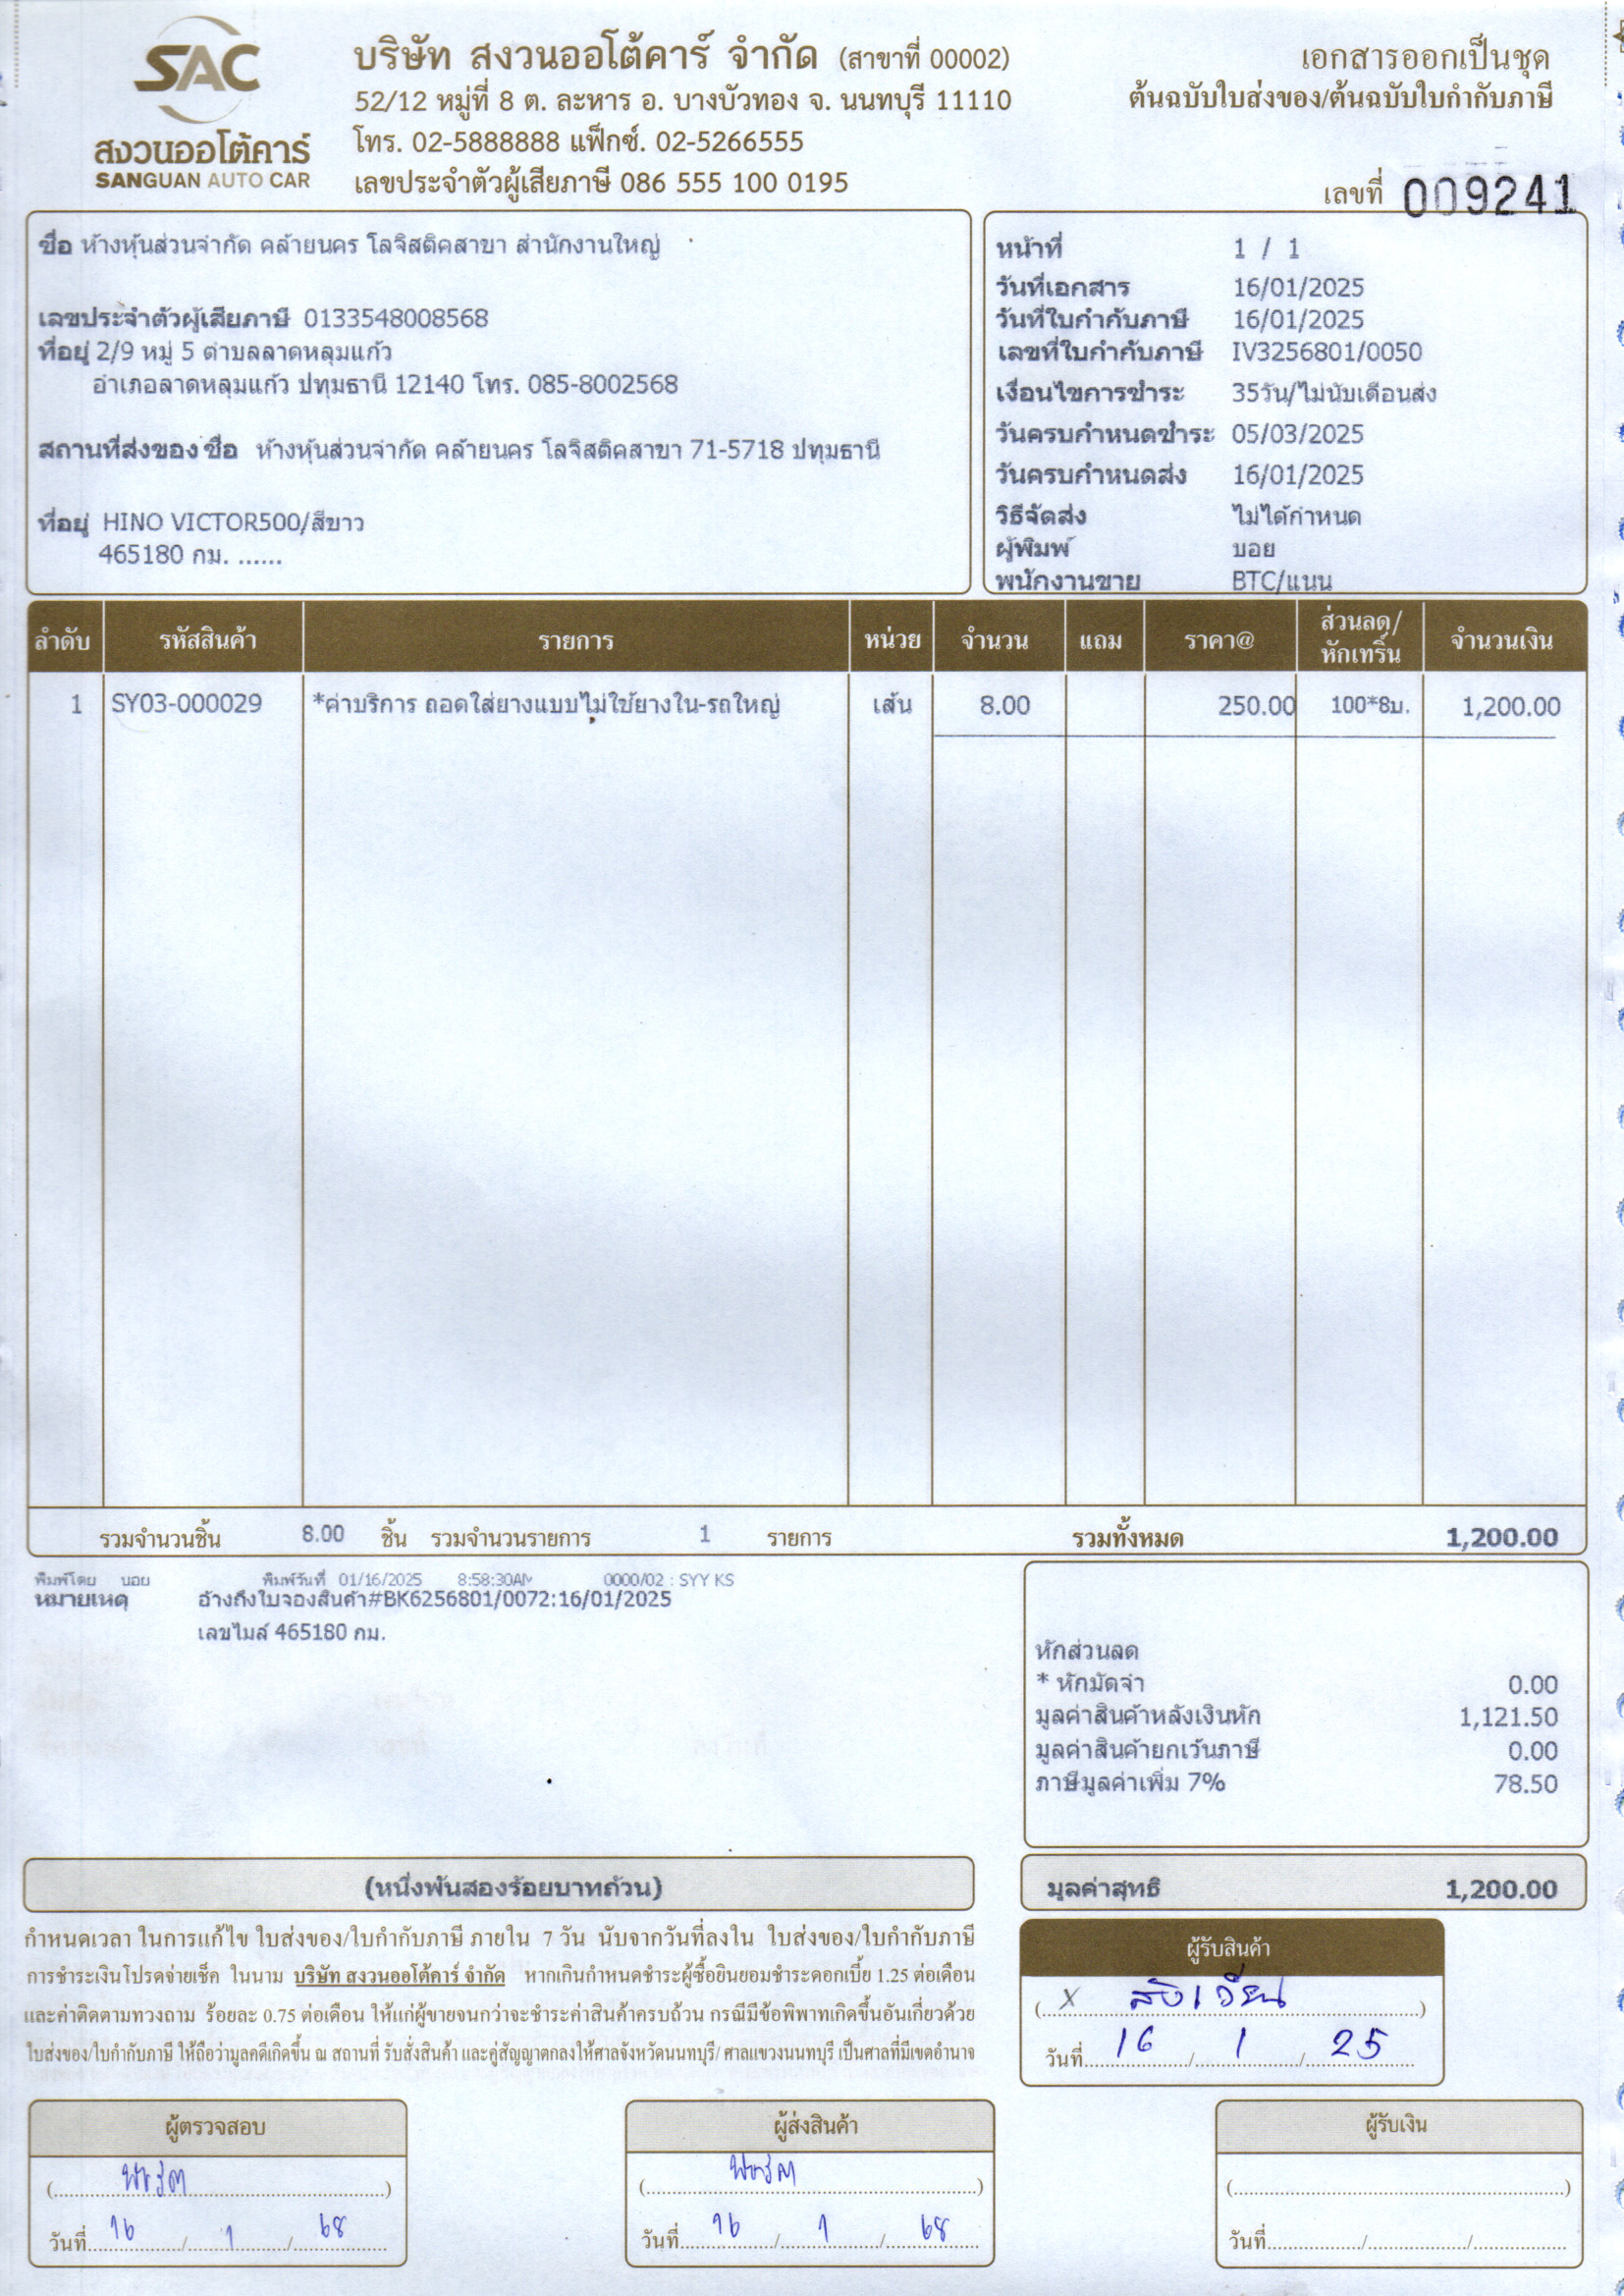 SAC
สงวนออโต้คาร์
SANGUAN AUTO CAR
บริษัท สงวนออโต้คาร์ จำกัด (สาขาที่ 00002)
52/12 หมู่ที่ 8 ต. ละหาร อ. บางบัวทอง จ. นนทบุรี 11110
โทร. 02-5888888 แฟ็กซ์. 02-5266555
เลขประจำตัวผู้เสียภาษี 086 555 100 0195
เอกสารออกเป็นชุด
ต้นฉบับใบส่งของ/ต้นฉบับใบกำกับภาษี
เลขที่ 009241
ชื่อ ห้างหุ้นส่วนจำกัด คล้ายนคร โลจิสติคสาขา สำนักงานใหญ่
เลขประจำตัวผู้เสียภาษี 0133548008568
ที่อยู่ 2/9 หมู่ 5 ตำบลลาดหลุมแก้ว
อำเภอลาดหลุมแก้ว ปทุมธานี 12140 โทร. 085-8002568
สถานที่ส่งของ ชื่อ ห้างหุ้นส่วนจำกัด คล้ายนคร โลจิสติคสาขา 71-5718 ปทุมธานี
ที่อยู่ HINO VICTOR500/สีขาว
465180 กม. ......
หน้าที่ 1 / 1
วันที่เอกสาร 16/01/2025
วันที่ใบกำกับภาษี 16/01/2025
เลขที่ใบกำกับภาษี IV3256801/0050
เงื่อนไขการชำระ 35วัน/ไม่นับเดือนส่ง
วันครบกำหนดชำระ 05/03/2025
วันครบกำหนดส่ง 16/01/2025
วิธีจัดส่ง ไม่ได้กำหนด
ผู้พิมพ์ บอย
พนักงานขาย BTC/แนน
ลำดับ รหัสสินค้า รายการ หน่วย จำนวน แถม ราคา@ ส่วนลด/หักเทริ์น จำนวนเงิน
1 SY03-000029 *ค่าบริการ ถอดใส่ยางแบบไม่ใช้ยางใน-รถใหญ่ เส้น 8.00 250.00 100*8บ. 1,200.00
รวมจำนวนชิ้น 8.00 ชิ้น รวมจำนวนรายการ 1 รายการ รวมทั้งหมด 1,200.00
พิมพ์โดย บอย พิมพ์วันที่ 01/16/2025 8:58:30AM 0000/02 : SYY KS
หมายเหตุ อ้างถึงใบจองสินค้า#BK6256801/0072:16/01/2025
เลขไมล์ 465180 กม.
หักส่วนลด
* หักมัดจำ 0.00
มูลค่าสินค้าหลังเงินหัก 1,121.50
มูลค่าสินค้ายกเว้นภาษี 0.00
ภาษีมูลค่าเพิ่ม 7% 78.50
(หนึ่งพันสองร้อยบาทถ้วน)
มูลค่าสุทธิ 1,200.00
กำหนดเวลา ในการแก้ไข ใบส่งของ/ใบกำกับภาษี ภายใน 7 วัน นับจากวันที่ลงใน ใบส่งของ/ใบกำกับภาษี
การชำระเงินโปรดจ่ายเช็ค ในนาม บริษัท สงวนออโต้คาร์ จำกัด หากเกินกำหนดชำระผู้ซื้อยินยอมชำระดอกเบี้ย 1.25 ต่อเดือน
และค่าติดตามทวงถาม ร้อยละ 0.75 ต่อเดือน ให้แก่ผู้ขายจนกว่าจะชำระค่าสินค้าครบถ้วน กรณีมีข้อพิพาทเกิดขึ้นอันเกี่ยวด้วย
ใบส่งของ/ใบกำกับภาษี ให้ถือว่ามูลคดีเกิดขึ้น ณ สถานที่ รับสั่งสินค้า และคู่สัญญาตกลงให้ศาลจังหวัดนนทบุรี/ ศาลแขวงนนทบุรี เป็นศาลที่มีเขตอำนาจ
ผู้รับสินค้า
(X สังเวียน)
วันที่ 16 / 1 / 25
ผู้ตรวจสอบ
วันที่ 16 / 1 / 68
ผู้ส่งสินค้า
วันที่ 16 / 1 / 68
ผู้รับเงิน
วันที่